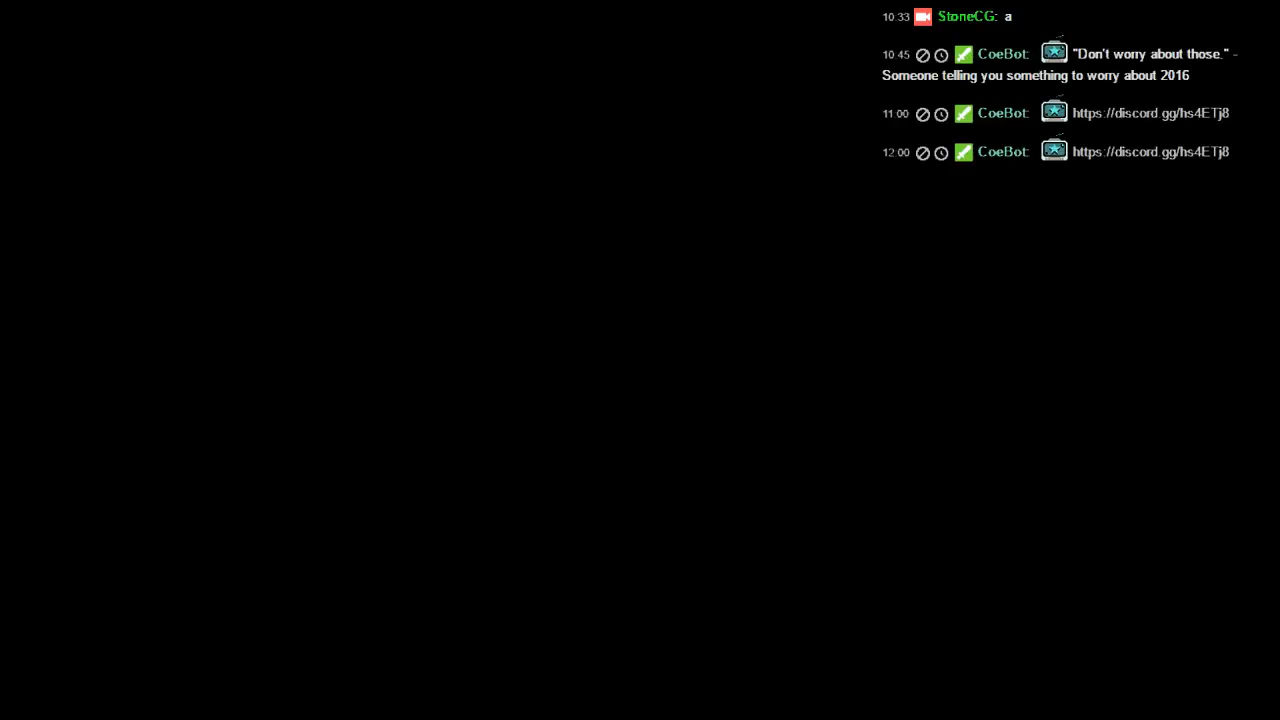 10:33 StoneCG: a
10:45 CoeBot: "Don't worry about those." -
Someone telling you something to worry about 2016
11:00 CoeBot: https://discord.gg/hs4ETj8
12:00 CoeBot: https://discord.gg/hs4ETj8